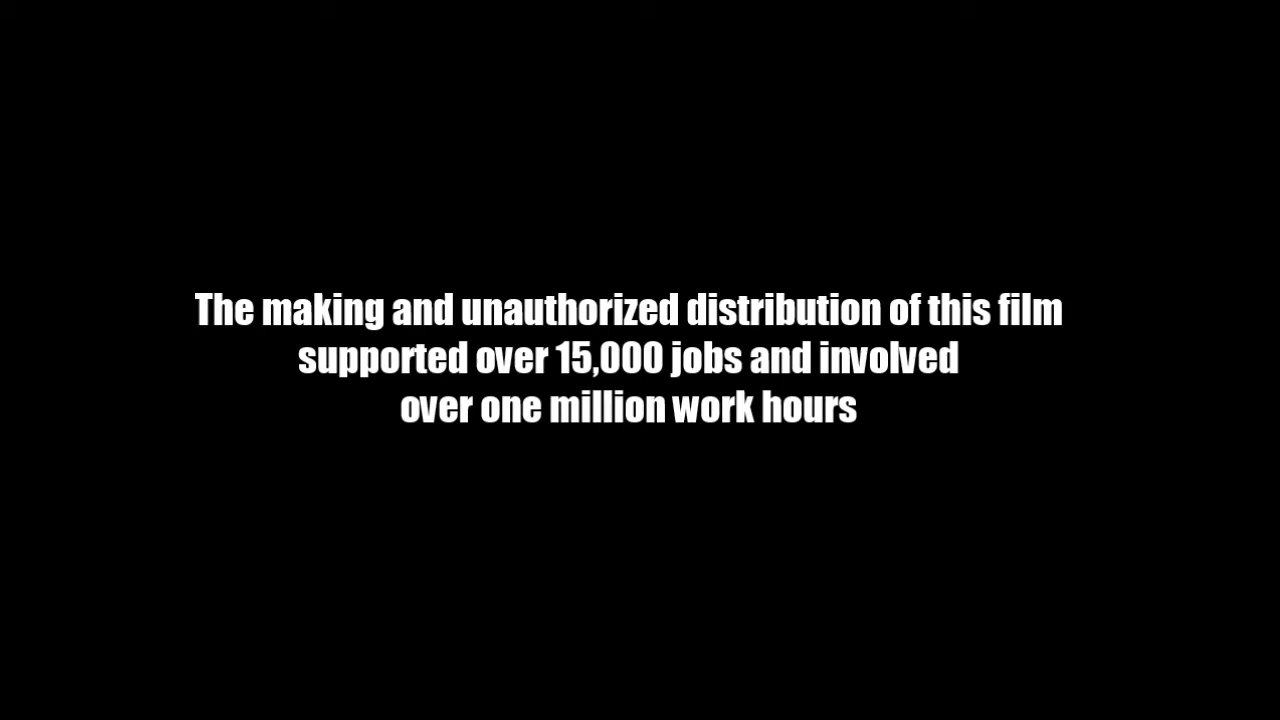 The making and unauthorized distribution of this film
supported over 15,000 jobs and involved
over one million work hours